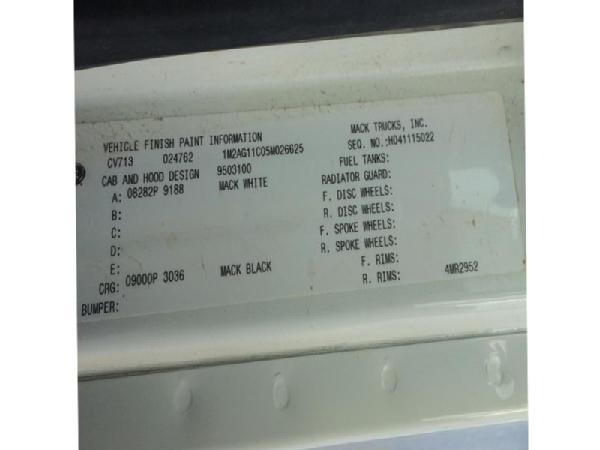 VEHICLE FINISH PAINT INFORMATION
MACK TRUCKS, INC.
CV713 024762 1M2AG11C05M026625
SEQ. NO.:H041115022
CAB AND HOOD DESIGN 9503100
FUEL TANKS:
A: 08282P 9188 MACK WHITE
RADIATOR GUARD:
B:
F. DISC WHEELS:
C:
R. DISC WHEELS:
D:
F. SPOKE WHEELS:
E:
R. SPOKE WHEELS:
CRG: 09000P 3036 MACK BLACK
F. RIMS:
BUMPER:
R. RIMS: 4MR2952